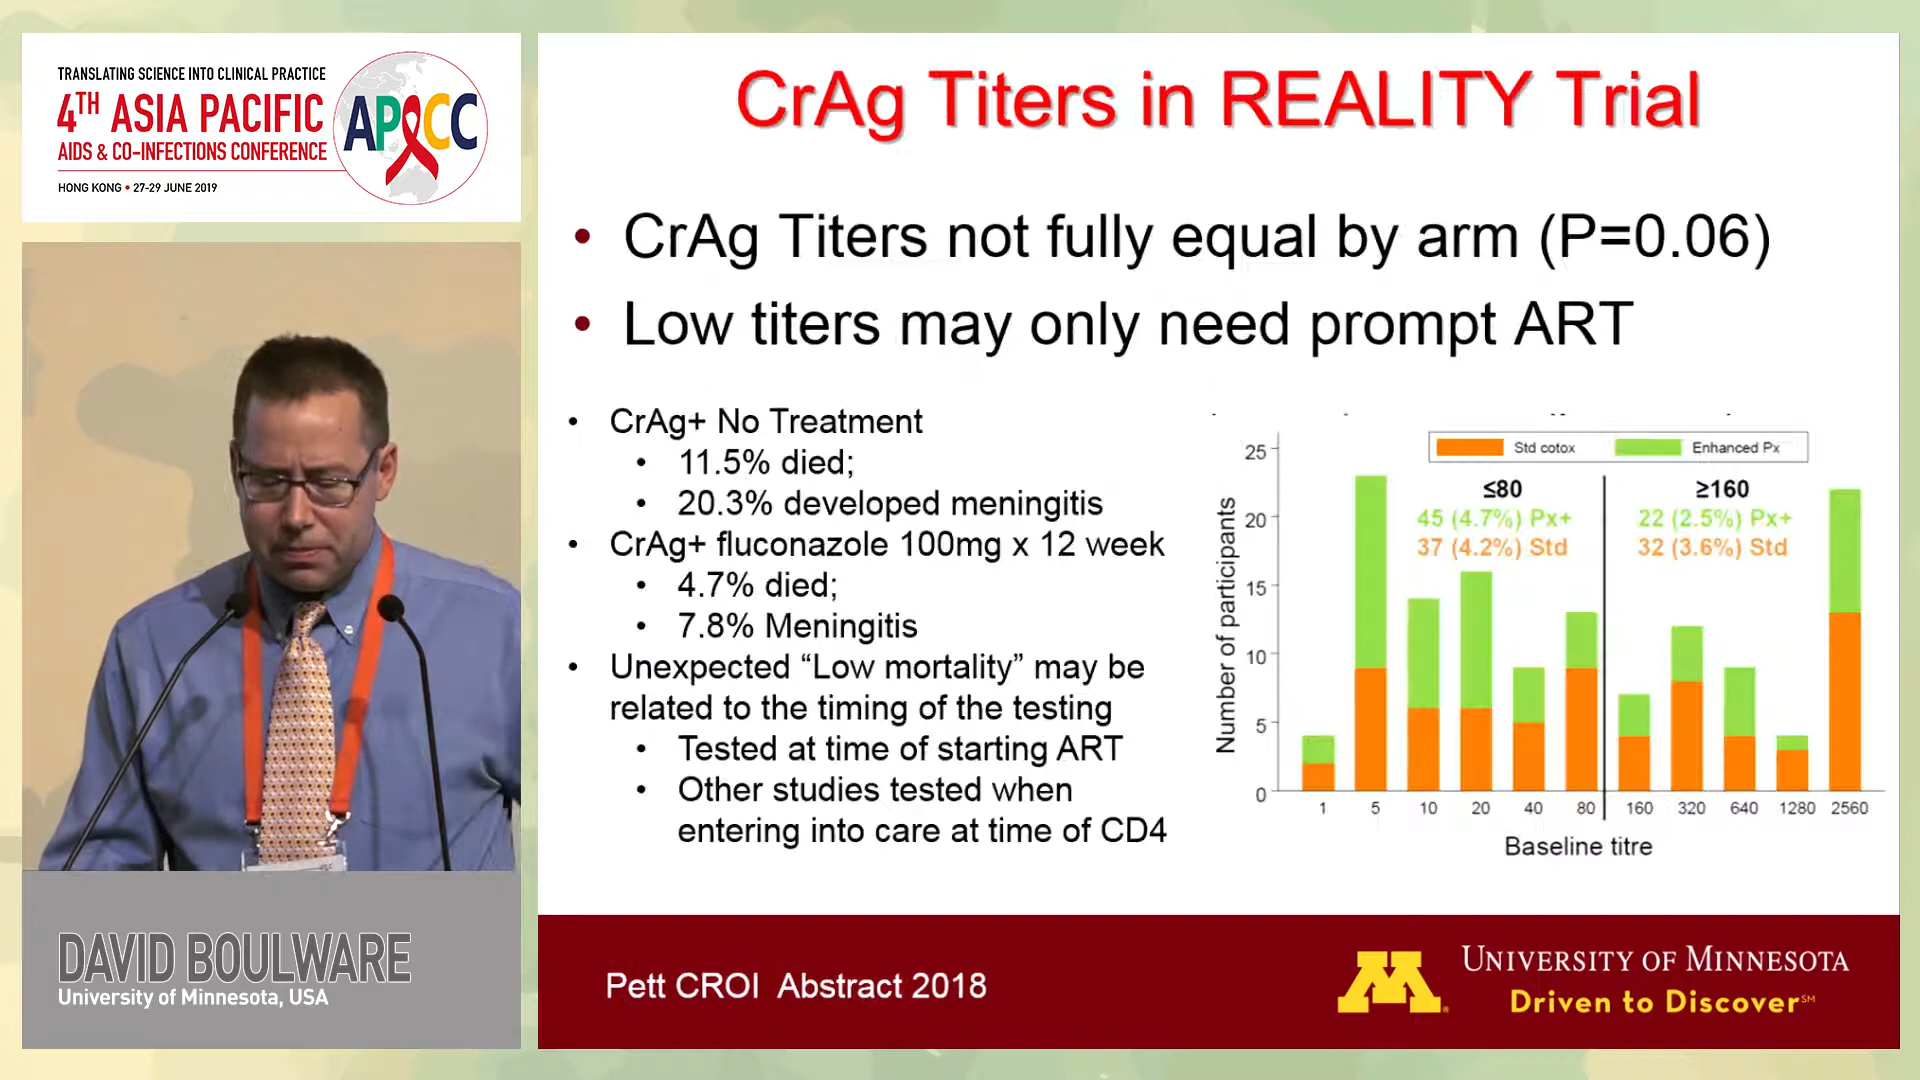 TRANSLATING SCIENCE INTO CLINICAL PRACTICE
4TH ASIA PACIFIC
AIDS & CO-INFECTIONS CONFERENCE
HONG KONG • 27-29 JUNE 2019
APACC
CrAg Titers in REALITY Trial
• CrAg Titers not fully equal by arm (P=0.06)
• Low titers may only need prompt ART
• CrAg+ No Treatment
• 11.5% died;
• 20.3% developed meningitis
• CrAg+ fluconazole 100mg x 12 week
• 4.7% died;
• 7.8% Meningitis
• Unexpected “Low mortality” may be
related to the timing of the testing
• Tested at time of starting ART
• Other studies tested when
entering into care at time of CD4
Std cotox Enhanced Px
≤80
45 (4.7%) Px+
37 (4.2%) Std
≥160
22 (2.5%) Px+
32 (3.6%) Std
Number of participants
25
20
15
10
5
0
1 5 10 20 40 80 160 320 640 1280 2560
Baseline titre
DAVID BOULWARE
University of Minnesota, USA
Pett CROI Abstract 2018
M
UNIVERSITY OF MINNESOTA
Driven to Discover℠